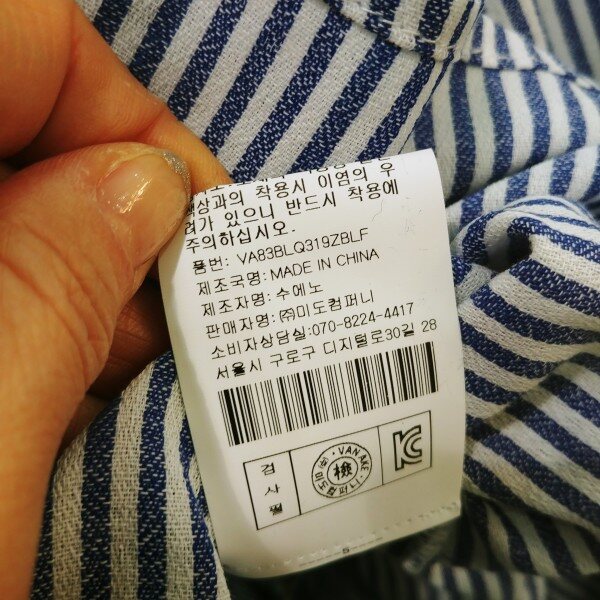 색상과의 착용시 이염의 우
려가 있으니 반드시 착용에
주의하십시오.
품번: VA83BLQ319ZBLF
제조국명: MADE IN CHINA
제조자명: 수에노
판매자명: ㈜미도컴퍼니
소비자상담실:070-8224-4417
서울시 구로구 디지털로30길 28
검사필
VAN
檢
KC
5